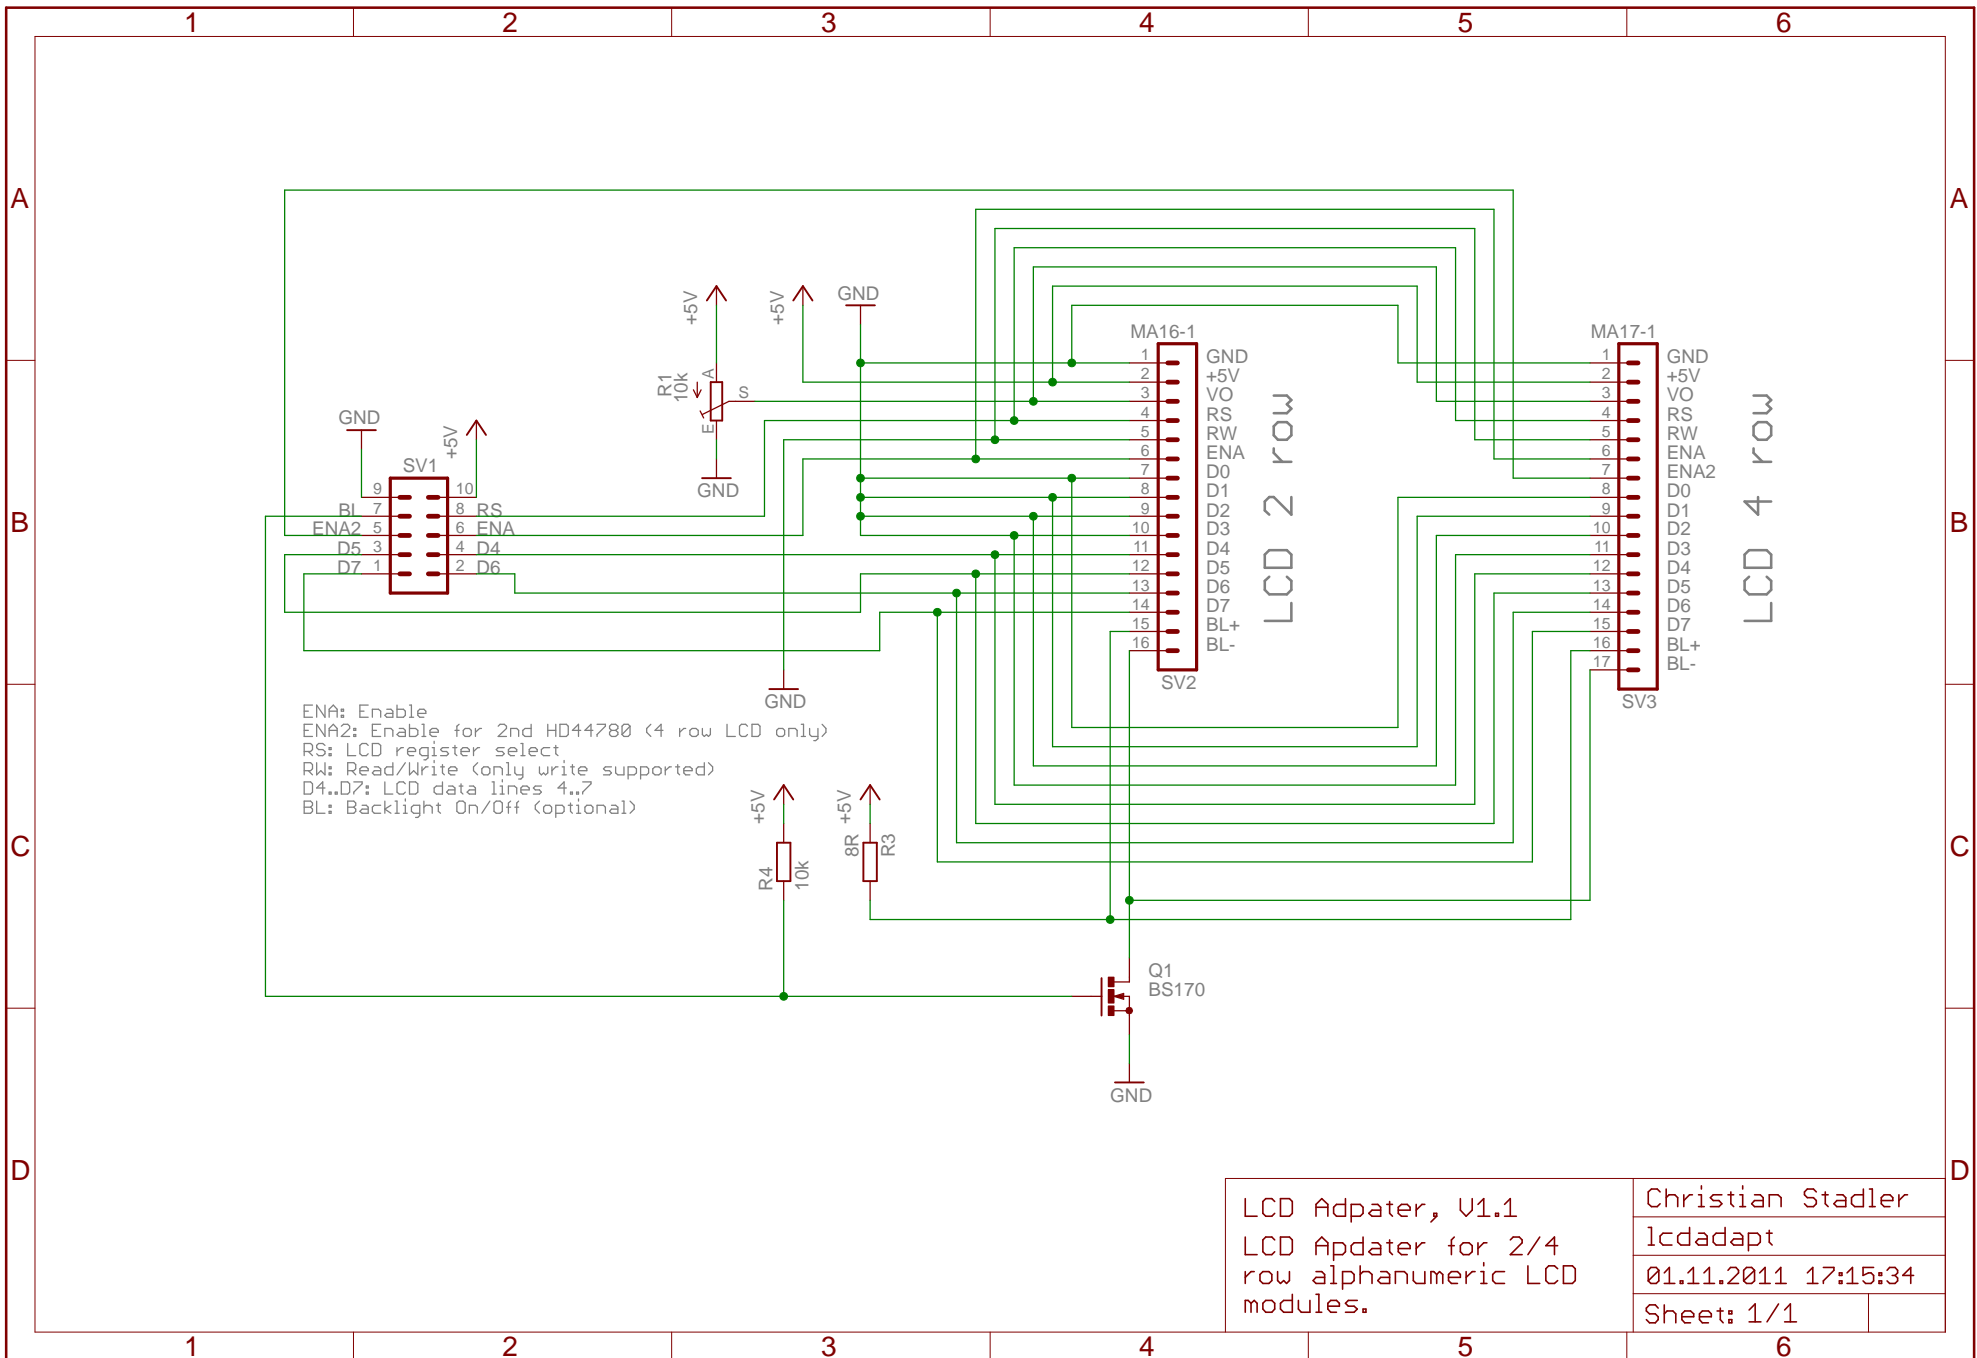 1 2 3 4 5 6
A A
B B
C C
D D
+5V
+5V
GND
R1
10k
A
S
E
GND
GND
+5V
SV1
9 10
BL 7 8 RS
ENA2 5 6 ENA
D5 3 4 D4
D7 1 2 D6
GND
MA16-1
1 GND
2 +5V
3 VO
4 RS
5 RW
6 ENA
7 D0
8 D1
9 D2
10 D3
11 D4
12 D5
13 D6
14 D7
15 BL+
16 BL-
SV2
LCD 2 row
MA17-1
1 GND
2 +5V
3 VO
4 RS
5 RW
6 ENA
7 ENA2
8 D0
9 D1
10 D2
11 D3
12 D4
13 D5
14 D6
15 D7
16 BL+
17 BL-
SV3
LCD 4 row
ENA: Enable
ENA2: Enable for 2nd HD44780 (4 row LCD only)
RS: LCD register select
RW: Read/Write (only write supported)
D4..D7: LCD data lines 4..7
BL: Backlight On/Off (optional)
+5V
R4
10k
+5V
8R
R3
Q1
BS170
GND
LCD Adpater, V1.1
LCD Apdater for 2/4
row alphanumeric LCD
modules.
Christian Stadler
lcdadapt
01.11.2011 17:15:34
Sheet: 1/1
1 2 3 4 5 6